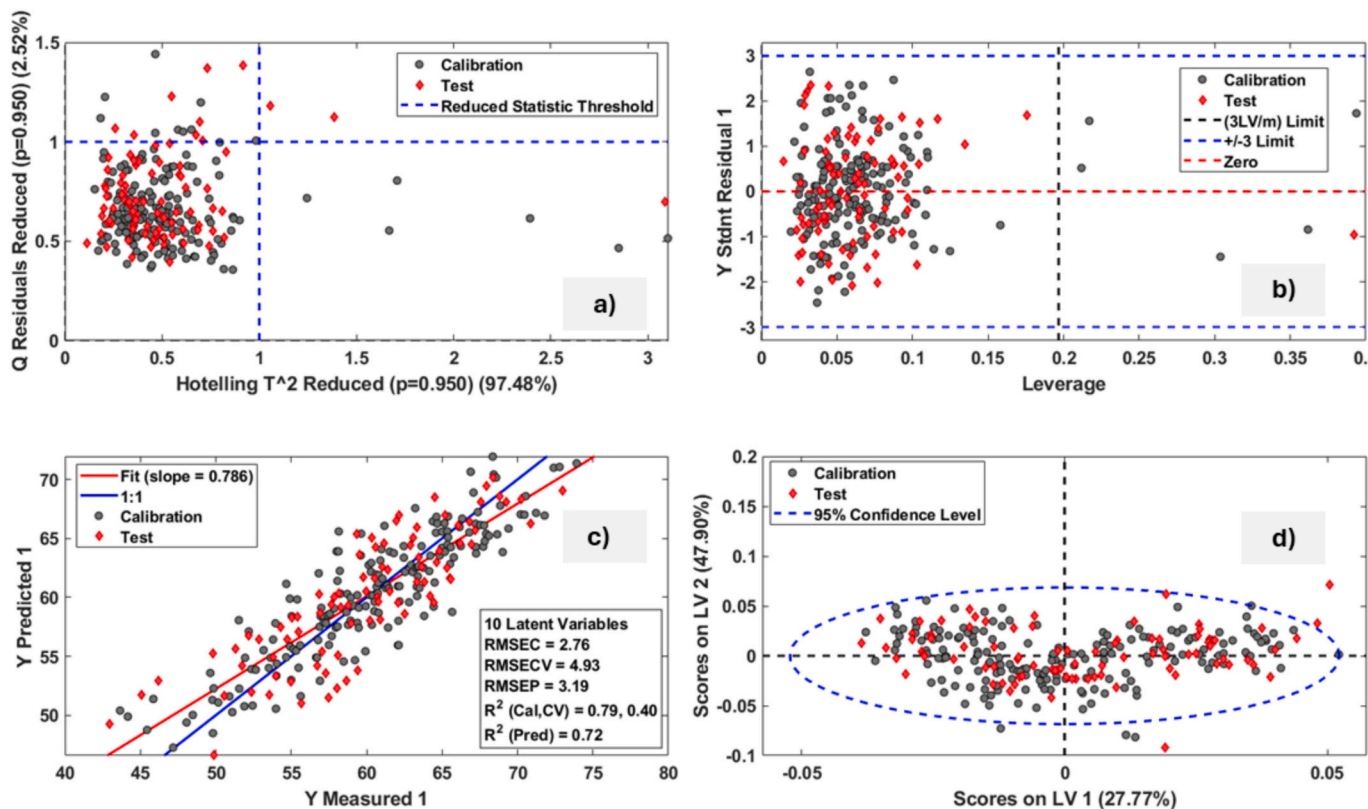 1.5
1
0.5
0
0
0.5
1
1.5
2
2.5
3
Q Residuals Reduced (p=0.950) (2.52%)
Hotelling T^2 Reduced (p=0.950) (97.48%)
Calibration
Test
Reduced Statistic Threshold
a)
3
2
1
0
-1
-2
-3
0
0.05
0.1
0.15
0.2
0.25
0.3
0.35
0.
Y Stdnt Residual 1
Leverage
Calibration
Test
(3LV/m) Limit
+/-3 Limit
Zero
b)
70
65
60
55
50
40
45
50
55
60
65
70
75
80
Y Predicted 1
Y Measured 1
Fit (slope = 0.786)
1:1
Calibration
Test
c)
10 Latent Variables
RMSEC = 2.76
RMSECV = 4.93
RMSEP = 3.19
R² (Cal,CV) = 0.79, 0.40
R² (Pred) = 0.72
0.2
0.15
0.1
0.05
0
-0.05
-0.1
-0.05
0
0.05
Scores on LV 2 (47.90%)
Scores on LV 1 (27.77%)
Calibration
Test
95% Confidence Level
d)